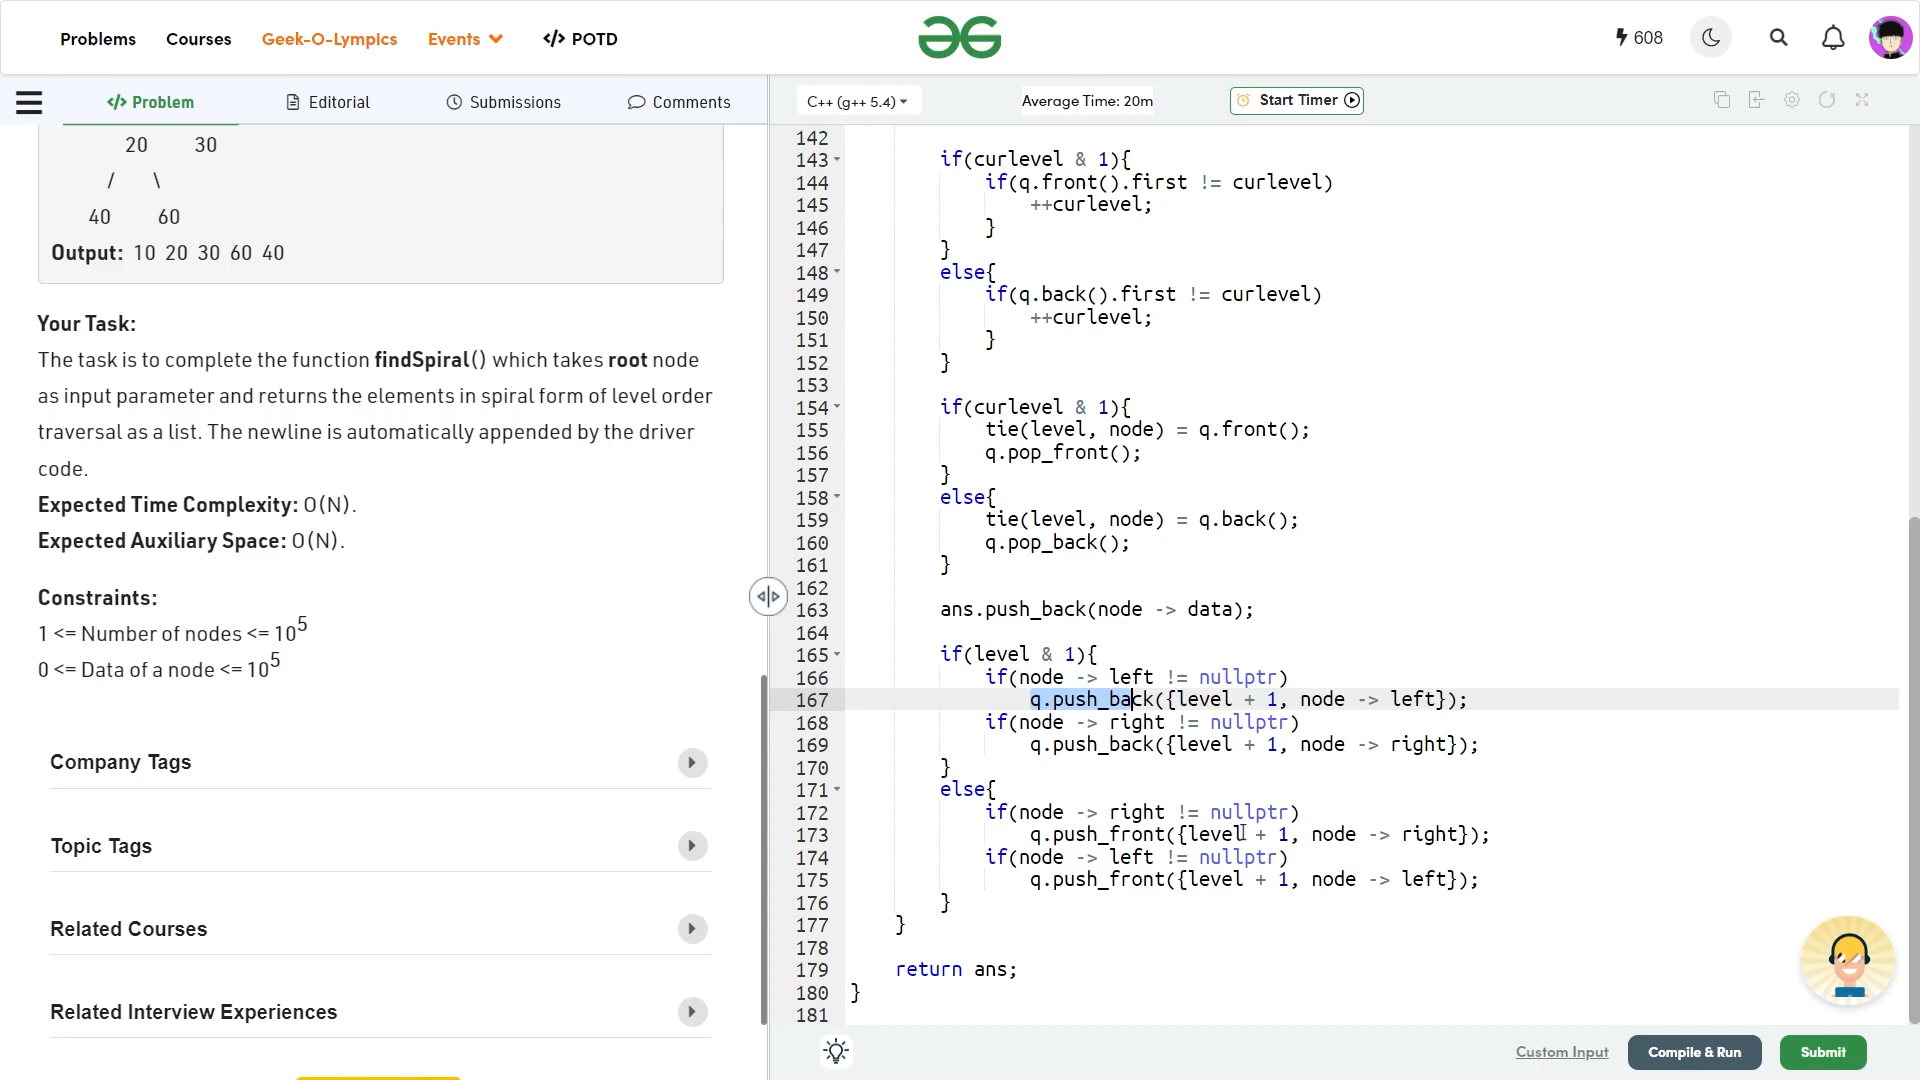 Problems Courses Geek-O-Lympics Events </> POTD 608
</> Problem Editorial Submissions Comments
20 30
/ \
40 60
Output: 10 20 30 60 40
Your Task:
The task is to complete the function findSpiral() which takes root node
as input parameter and returns the elements in spiral form of level order
traversal as a list. The newline is automatically appended by the driver
code.
Expected Time Complexity: O(N).
Expected Auxiliary Space: O(N).
Constraints:
1 <= Number of nodes <= 10^5
0 <= Data of a node <= 10^5
Company Tags
Topic Tags
Related Courses
Related Interview Experiences
C++ (g++ 5.4) Average Time: 20m Start Timer
142
143 if(curlevel & 1){
144 if(q.front().first != curlevel)
145 ++curlevel;
146 }
147 }
148 else{
149 if(q.back().first != curlevel)
150 ++curlevel;
151 }
152 }
153
154 if(curlevel & 1){
155 tie(level, node) = q.front();
156 q.pop_front();
157 }
158 else{
159 tie(level, node) = q.back();
160 q.pop_back();
161 }
162
163 ans.push_back(node -> data);
164
165 if(level & 1){
166 if(node -> left != nullptr)
167 q.push_back({level + 1, node -> left});
168 if(node -> right != nullptr)
169 q.push_back({level + 1, node -> right});
170 }
171 else{
172 if(node -> right != nullptr)
173 q.push_front({level + 1, node -> right});
174 if(node -> left != nullptr)
175 q.push_front({level + 1, node -> left});
176 }
177 }
178
179 return ans;
180 }
181
Custom Input Compile & Run Submit